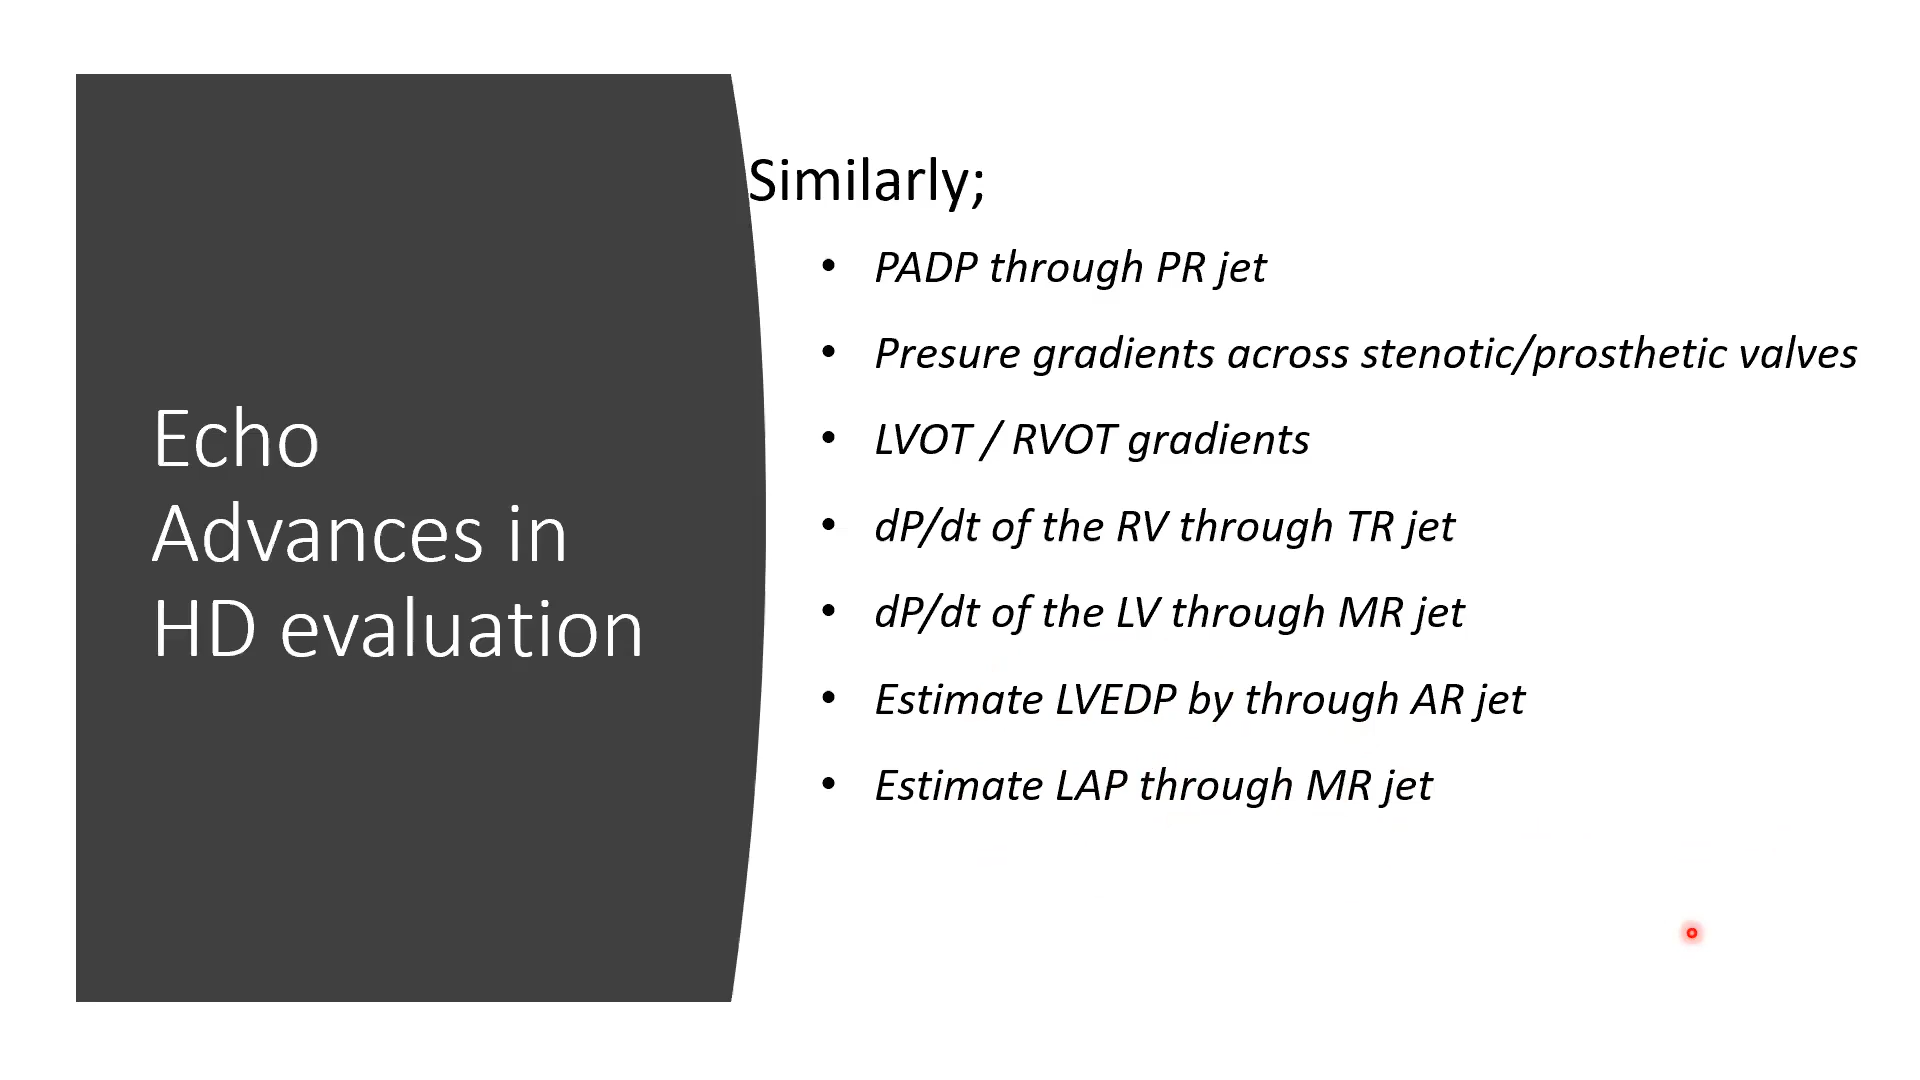 Echo
Advances in
HD evaluation
Similarly;
• PADP through PR jet
• Presure gradients across stenotic/prosthetic valves
• LVOT / RVOT gradients
• dP/dt of the RV through TR jet
• dP/dt of the LV through MR jet
• Estimate LVEDP by through AR jet
• Estimate LAP through MR jet